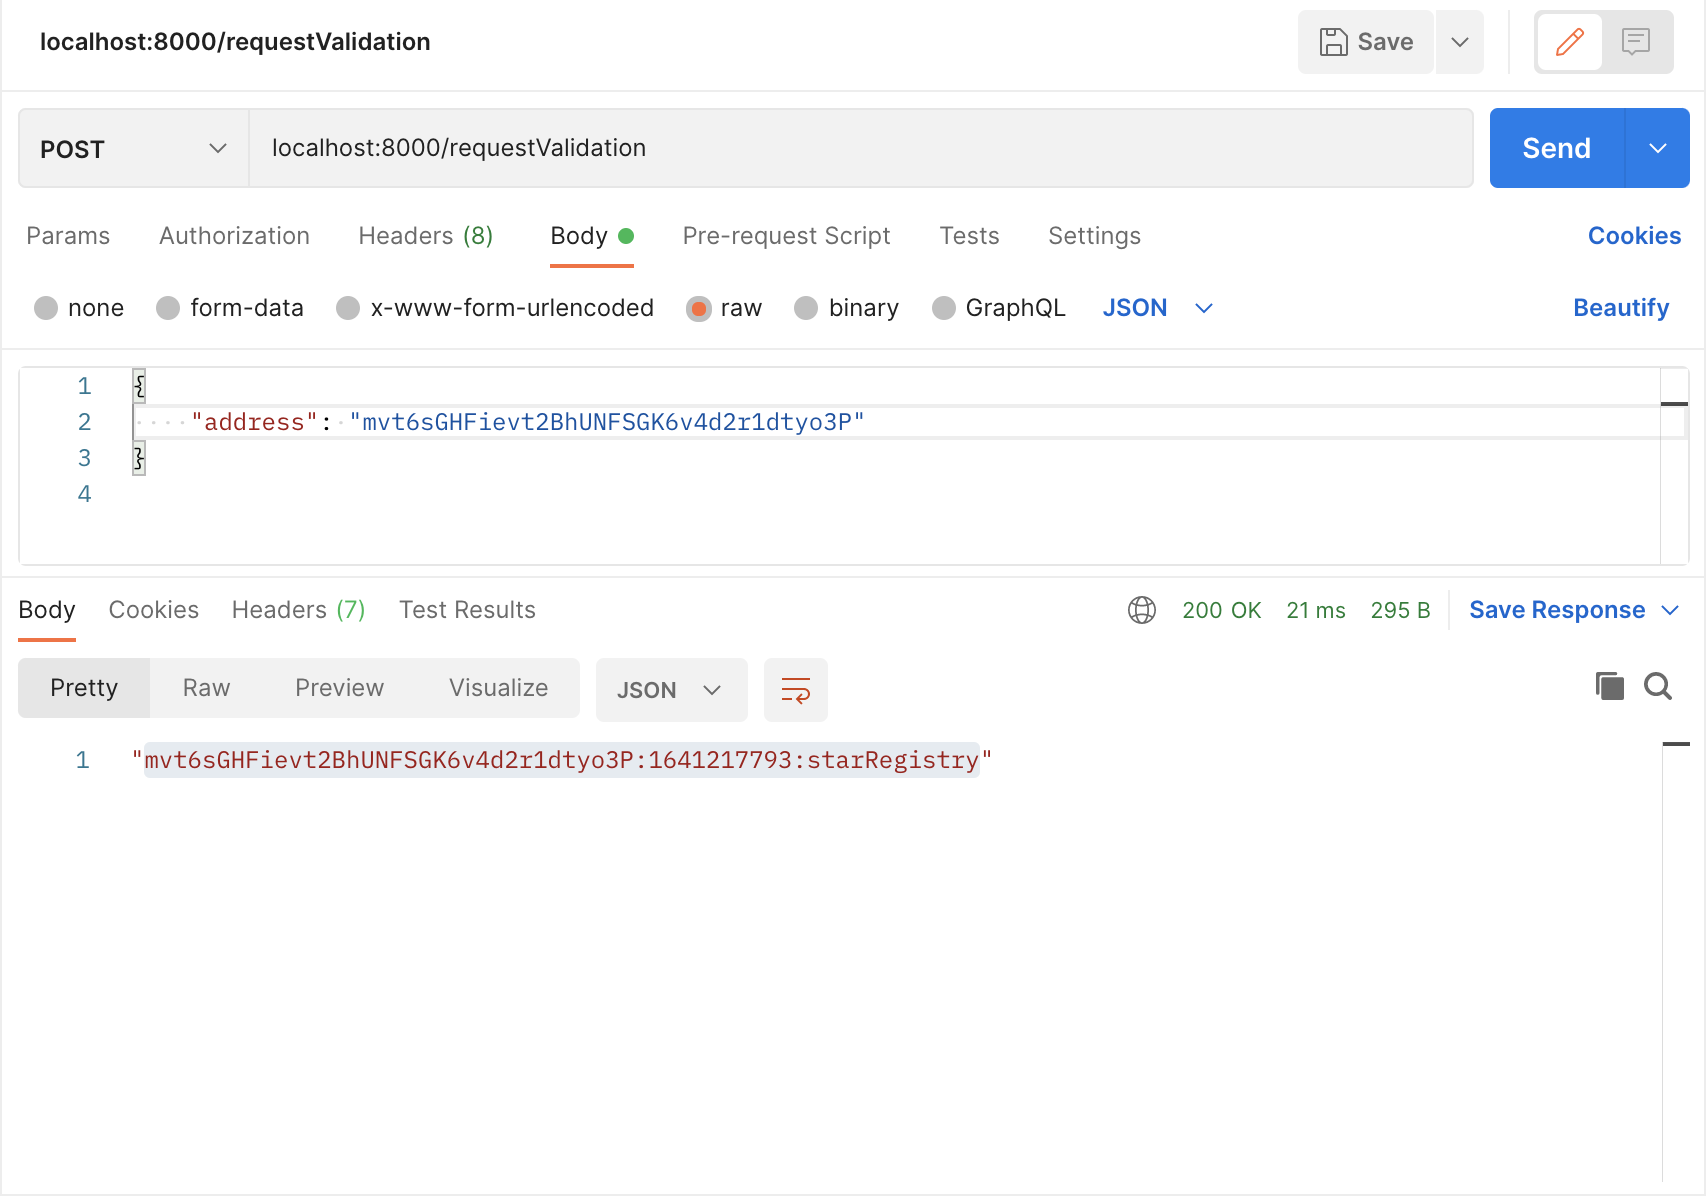 localhost:8000/requestValidation
Save
POST localhost:8000/requestValidation Send
Params Authorization Headers (8) Body Pre-request Script Tests Settings Cookies
none form-data x-www-form-urlencoded raw binary GraphQL JSON Beautify
1 {
2 "address": "mvt6sGHFievt2BhUNFSGK6v4d2r1dtyo3P"
3 }
4
Body Cookies Headers (7) Test Results 200 OK 21 ms 295 B Save Response
Pretty Raw Preview Visualize JSON
1 "mvt6sGHFievt2BhUNFSGK6v4d2r1dtyo3P:1641217793:starRegistry"